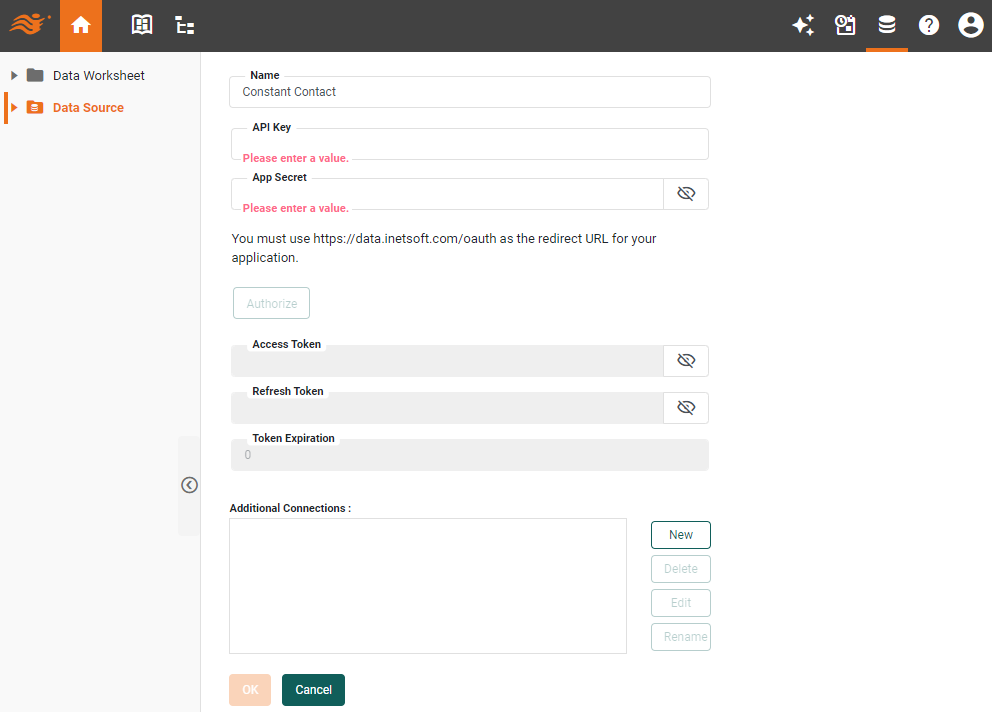 Data Worksheet
Data Source
Name
Constant Contact
API Key
Please enter a value.
App Secret
Please enter a value.
You must use https://data.inetsoft.com/oauth as the redirect URL for your
application.
Authorize
Access Token
Refresh Token
Token Expiration
0
Additional Connections :
New
Delete
Edit
Rename
OK
Cancel